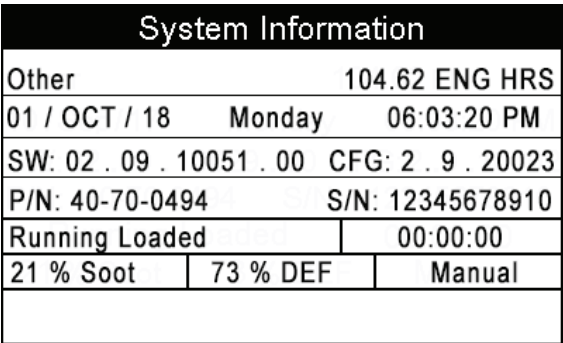 System Information
Other 104.62 ENG HRS
01 / OCT / 18 Monday 06:03:20 PM
SW: 02 . 09 . 10051 . 00 CFG: 2 . 9 . 20023
P/N: 40-70-0494 S/N: 12345678910
Running Loaded 00:00:00
21 % Soot 73 % DEF Manual